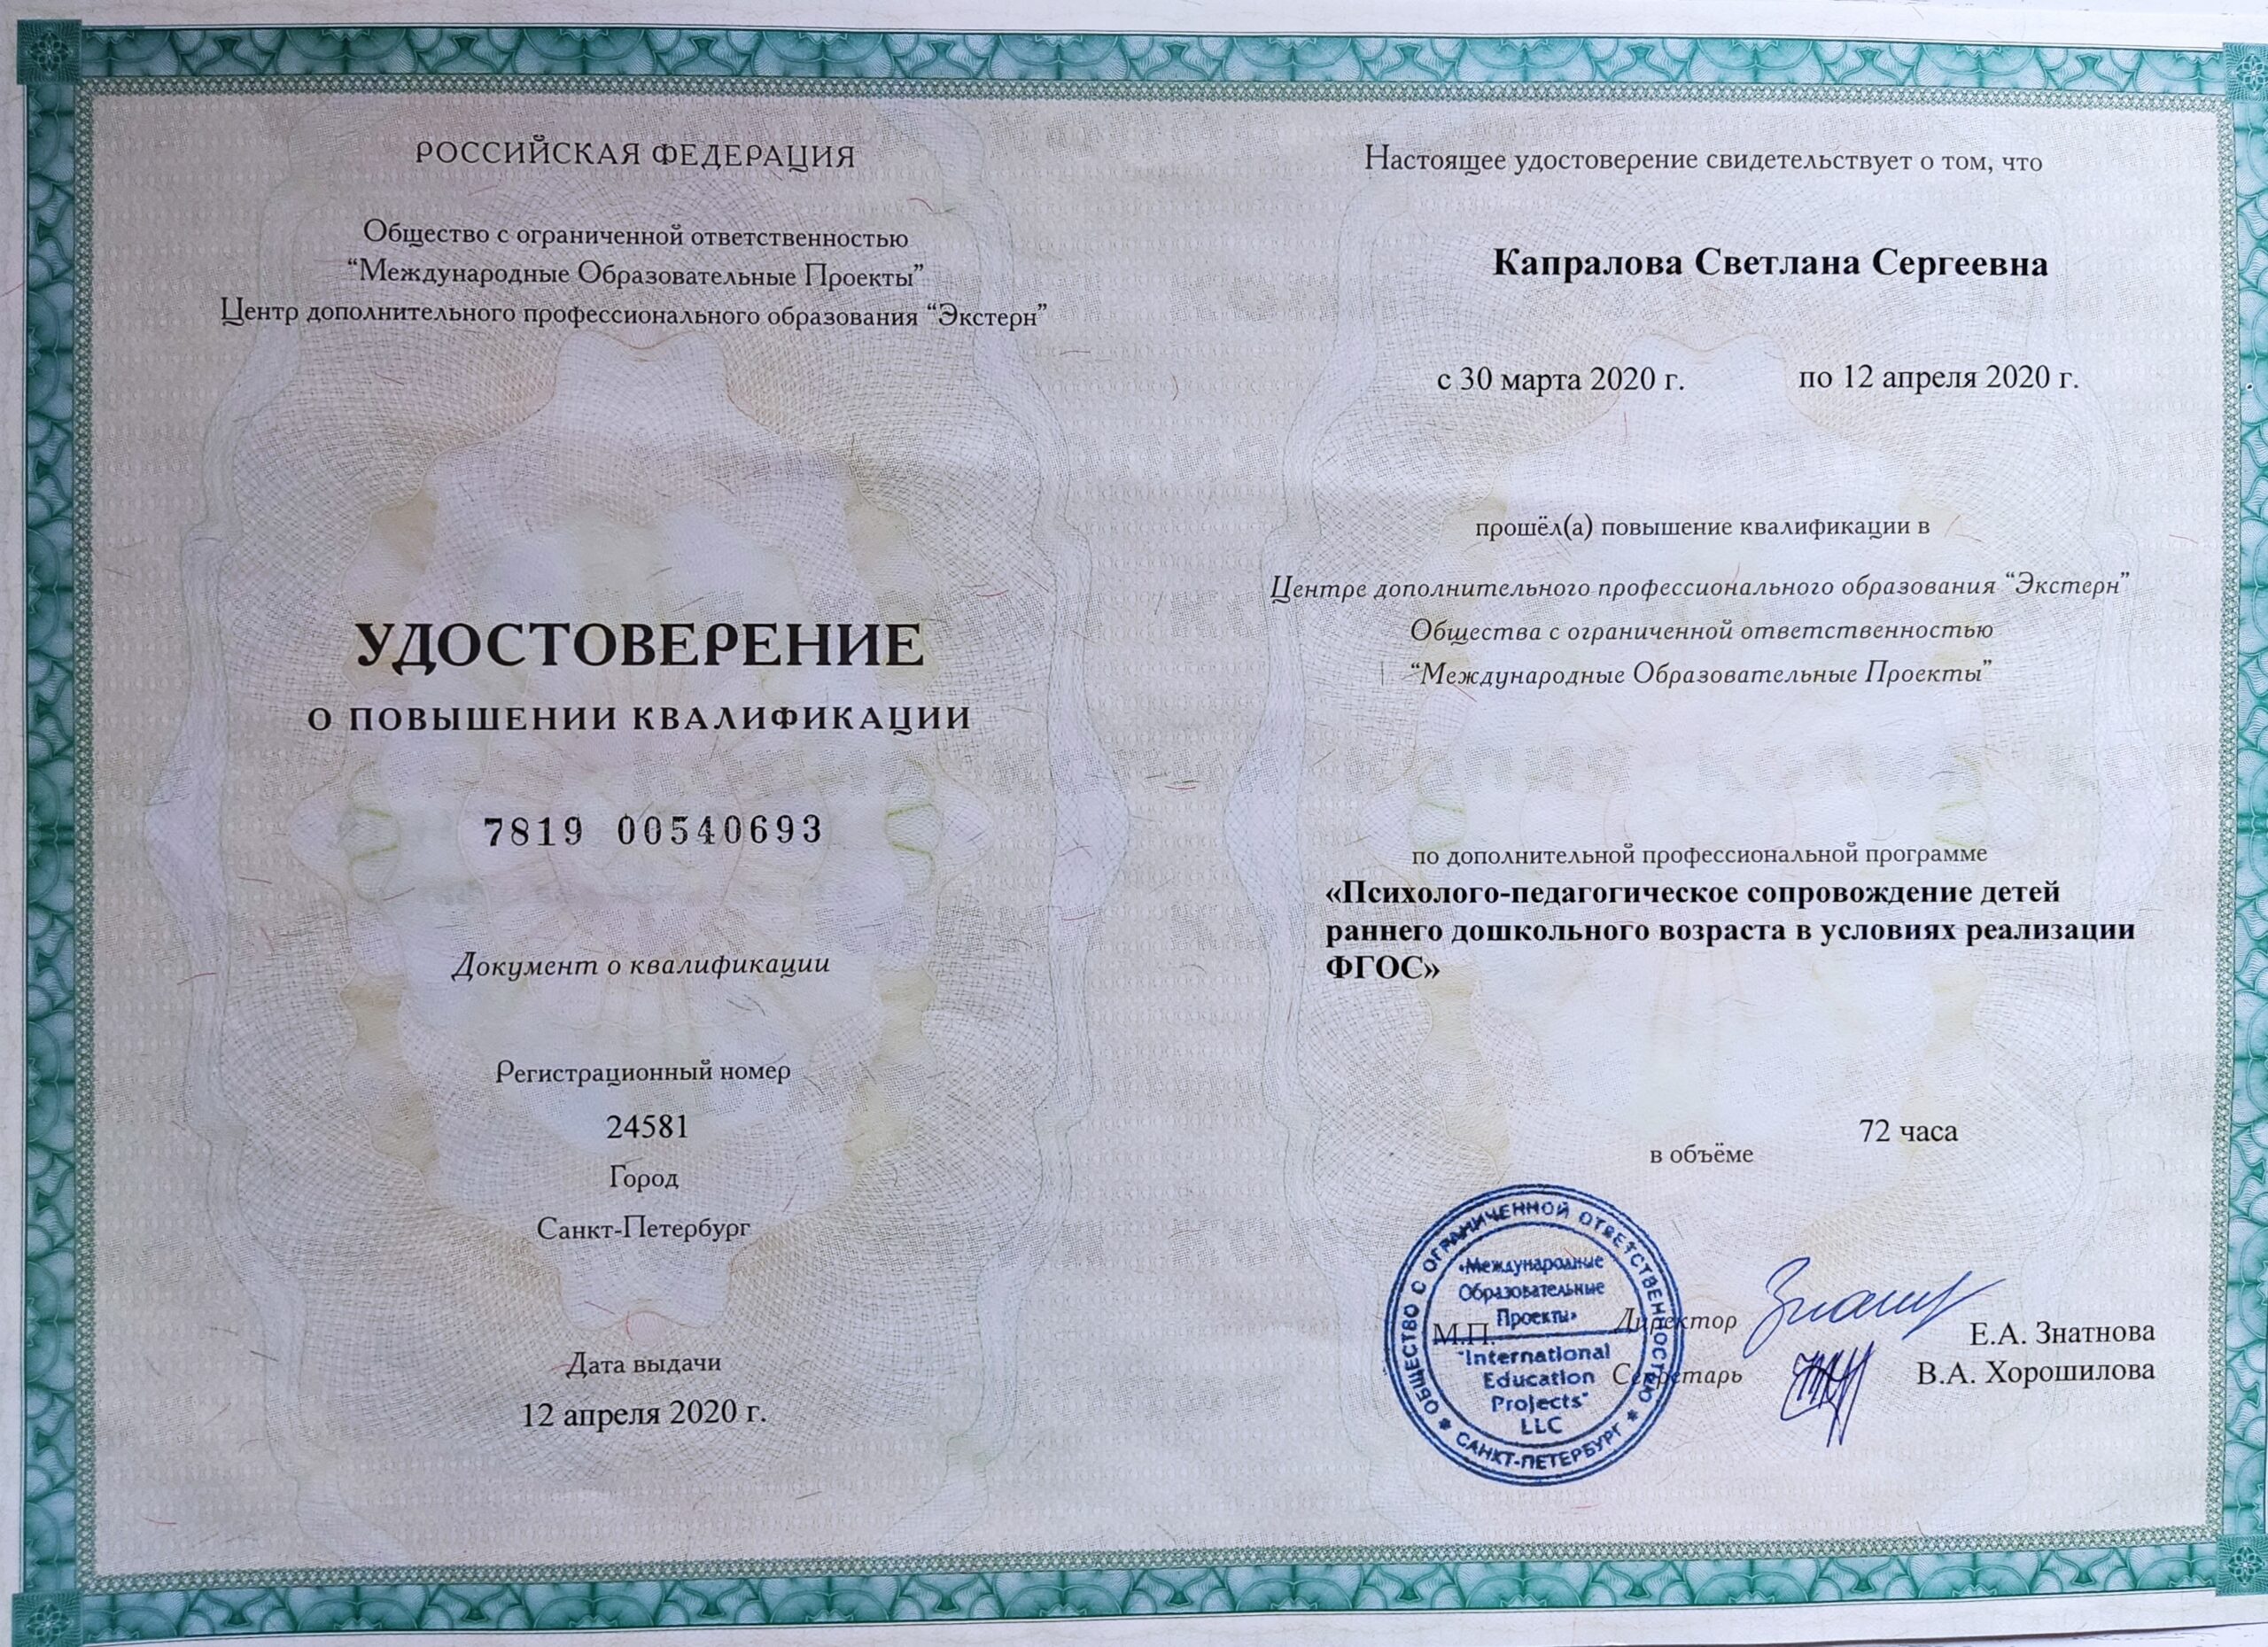 РОССИЙСКАЯ ФЕДЕРАЦИЯ
Общество с ограниченной ответственностью
“Международные Образовательные Проекты”
Центр дополнительного профессионального образования “Экстерн”
УДОСТОВЕРЕНИЕ
О ПОВЫШЕНИИ КВАЛИФИКАЦИИ
7819 00540693
Документ о квалификации
Регистрационный номер
24581
Город
Санкт-Петербург
Дата выдачи
12 апреля 2020 г.
Настоящее удостоверение свидетельствует о том, что
Капралова Светлана Сергеевна
с 30 марта 2020 г. по 12 апреля 2020 г.
прошёл(а) повышение квалификации в
Центре дополнительного профессионального образования “Экстерн”
Общества с ограниченной ответственностью
“Международные Образовательные Проекты”
по дополнительной профессиональной программе
«Психолого-педагогическое сопровождение детей
раннего дошкольного возраста в условиях реализации
ФГОС»
72 часа
в объёме
ОБЩЕСТВО С ОГРАНИЧЕННОЙ ОТВЕТСТВЕННОСТЬЮ
САНКТ-ПЕТЕРБУРГ
«Международные
Образовательные
Проекты»
"International
Education
Projects"
LLC
М.П.
Директор
Е.А. Знатнова
Секретарь
В.А. Хорошилова